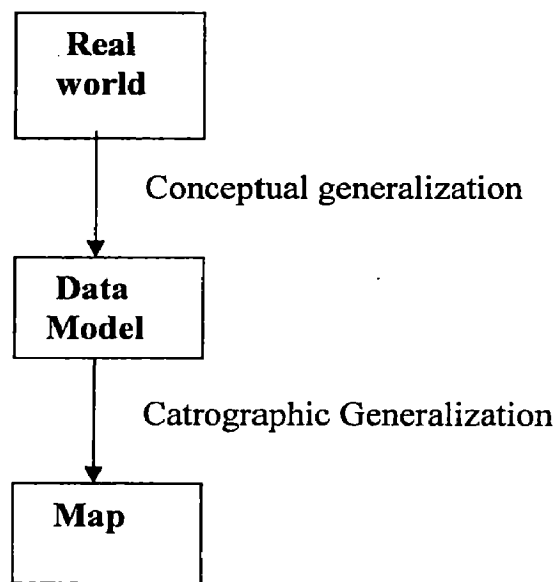 Real
world
Conceptual generalization
Data
Model
Catrographic Generalization
Map